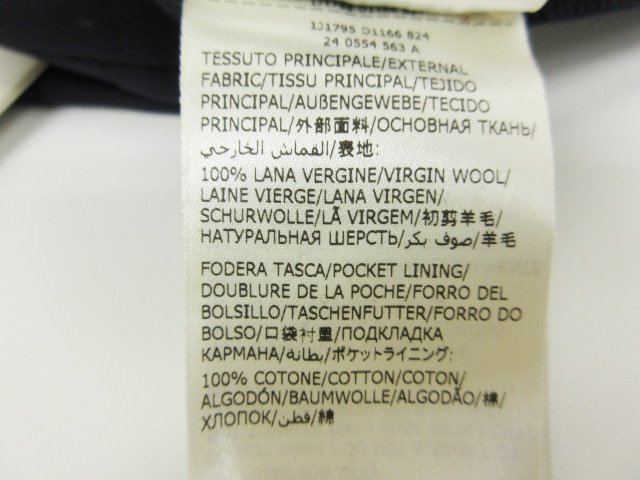 1J1795 D1166 824
24 0554 563 A
TESSUTO PRINCIPALE/EXTERNAL
FABRIC/TISSU PRINCIPAL/TEJIDO
PRINCIPAL/AUßENGEWEBE/TECIDO
PRINCIPAL/外部面料/ОСНОВНАЯ ТКАНЬ/
القماش الخارجي/表地:
100% LANA VERGINE/VIRGIN WOOL/
LAINE VIERGE/LANA VIRGEN/
SCHURWOLLE/LÃ VIRGEM/初剪羊毛/
НАТУРАЛЬНАЯ ШЕРСТЬ/صوف بكر/羊毛
FODERA TASCA/POCKET LINING/
DOUBLURE DE LA POCHE/FORRO DEL
BOLSILLO/TASCHENFUTTER/FORRO DO
BOLSO/口袋衬里/ПОДКЛАДКА
КАРМАНА/بطانة/ポケットライニング:
100% COTONE/COTTON/COTON/
ALGODÓN/BAUMWOLLE/ALGODÃO/棉/
ХЛОПОК/قطن/綿